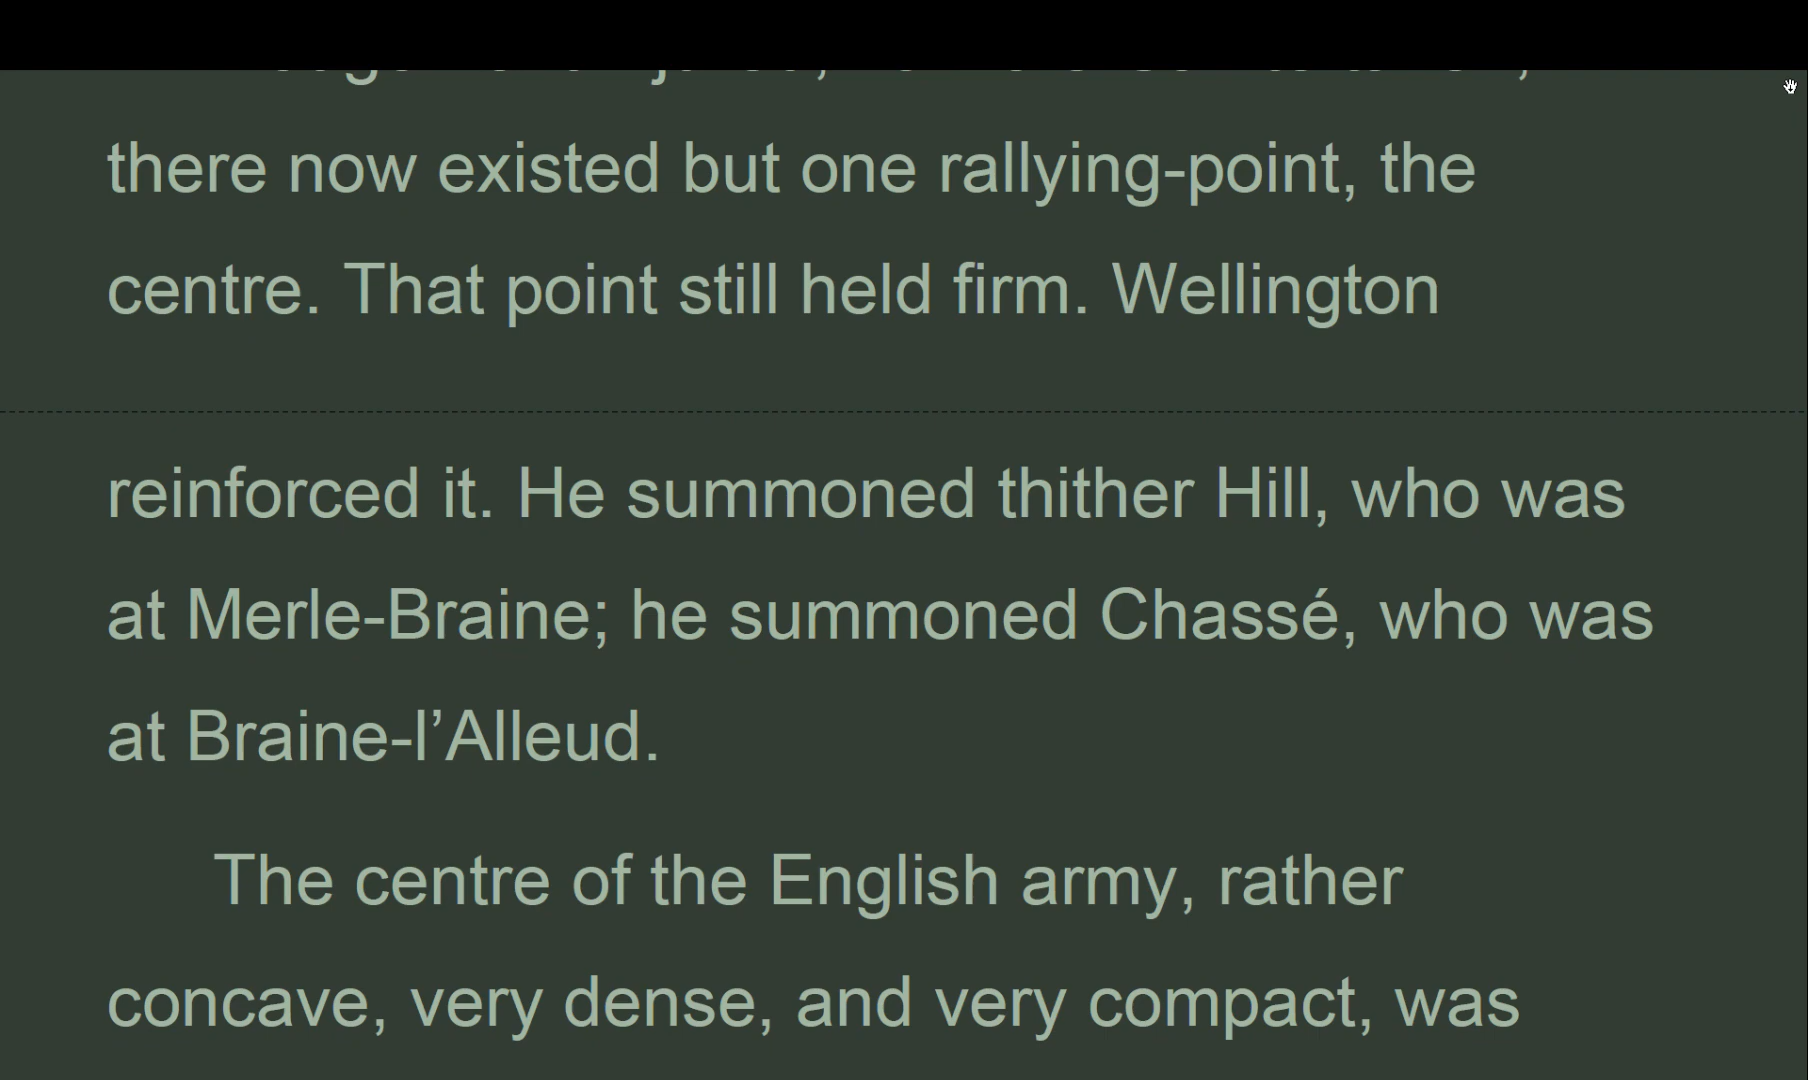 there now existed but one rallying-point, the
centre. That point still held firm. Wellington
reinforced it. He summoned thither Hill, who was
at Merle-Braine; he summoned Chassé, who was
at Braine-l’Alleud.
The centre of the English army, rather
concave, very dense, and very compact, was